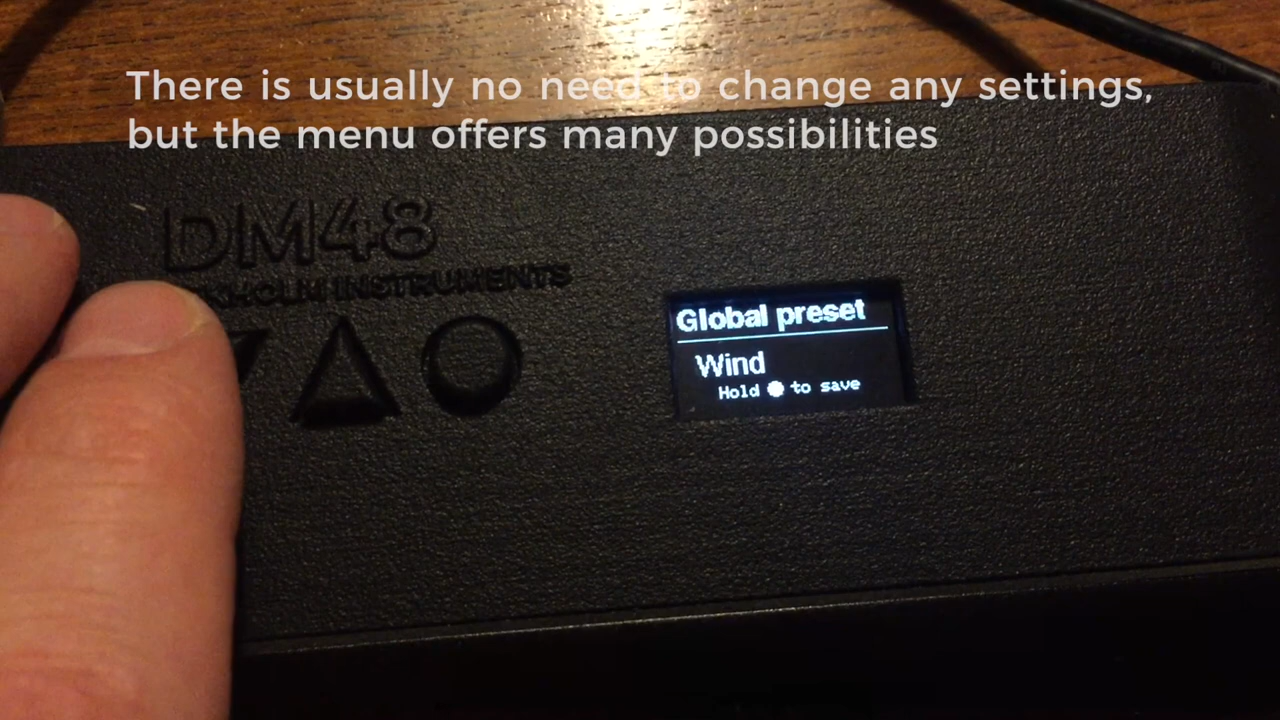 There is usually no need to change any settings,
but the menu offers many possibilities
DM48
INSTRUMENTS
Global preset
Wind
Hold ● to save